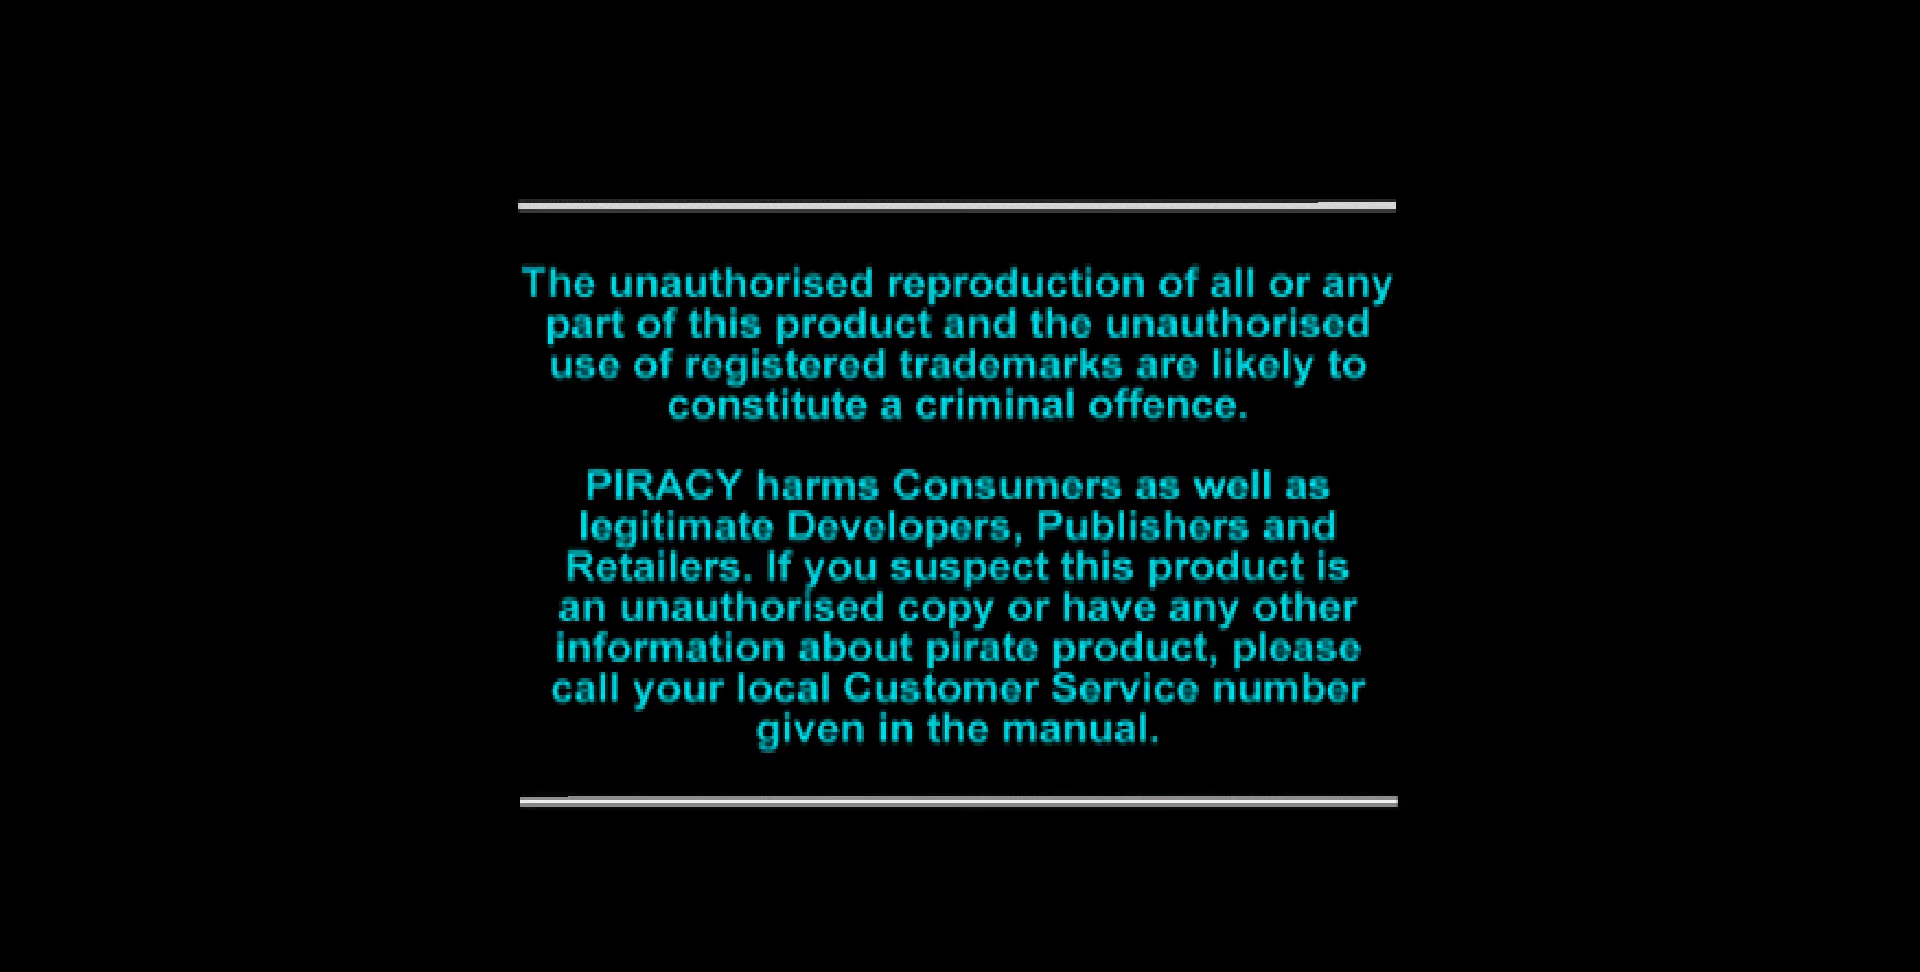 The unauthorised reproduction of all or any
part of this product and the unauthorised
use of registered trademarks are likely to
constitute a criminal offence.
PIRACY harms Consumers as well as
legitimate Developers, Publishers and
Retailers. If you suspect this product is
an unauthorised copy or have any other
information about pirate product, please
call your local Customer Service number
given in the manual.